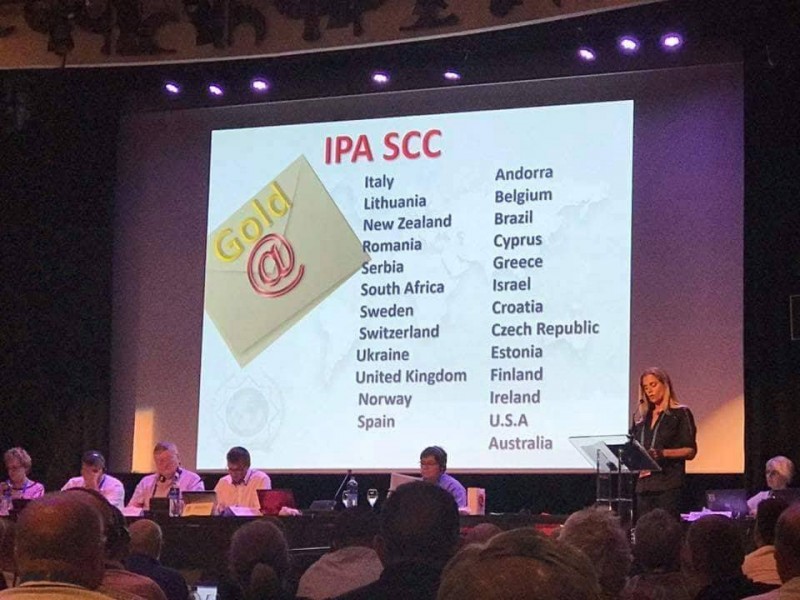 IPA SCC
Gold
@
Italy
Lithuania
New Zealand
Romania
Serbia
South Africa
Sweden
Switzerland
Ukraine
United Kingdom
Norway
Spain
Andorra
Belgium
Brazil
Cyprus
Greece
Israel
Croatia
Czech Republic
Estonia
Finland
Ireland
U.S.A
Australia